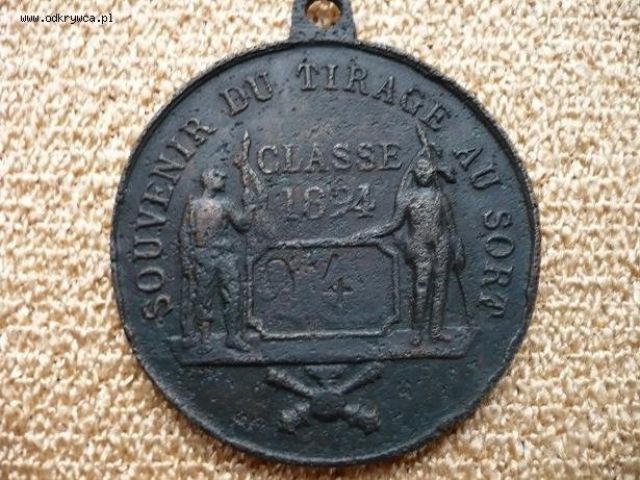 www.odkrywca.pl
SOUVENIR DU TIRAGE AU SORT
CLASSE
1894